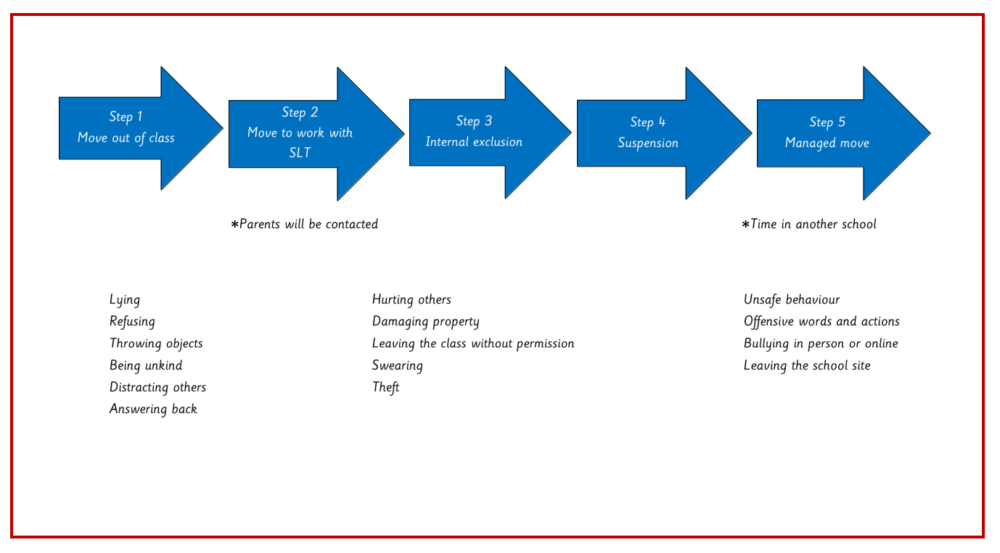 Step 1
Move out of class
Step 2
Move to work with
SLT
Step 3
Internal exclusion
Step 4
Suspension
Step 5
Managed move
*Parents will be contacted
*Time in another school
Lying
Refusing
Throwing objects
Being unkind
Distracting others
Answering back
Hurting others
Damaging property
Leaving the class without permission
Swearing
Theft
Unsafe behaviour
Offensive words and actions
Bullying in person or online
Leaving the school site